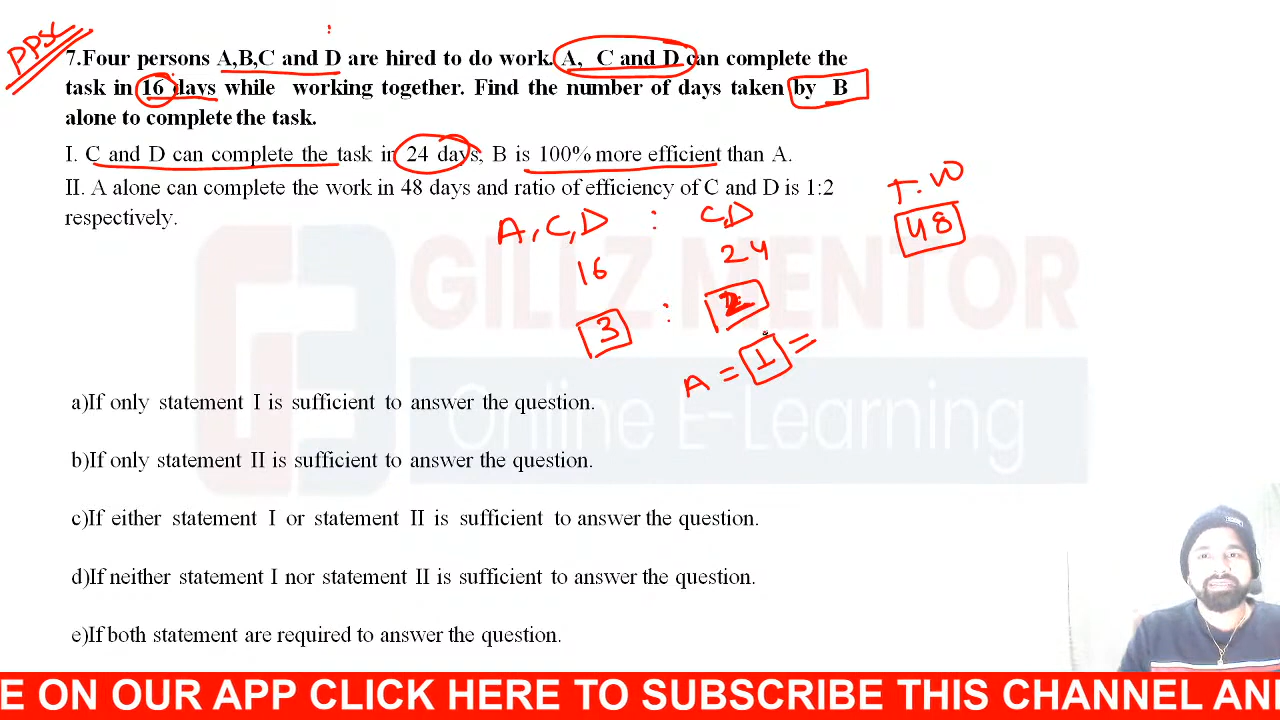 PPSC
7.Four persons A,B,C and D are hired to do work. A, C and D can complete the
task in 16 days while working together. Find the number of days taken by B
alone to complete the task.
I. C and D can complete the task in 24 days, B is 100% more efficient than A.
II. A alone can complete the work in 48 days and ratio of efficiency of C and D is 1:2
respectively.
T.W
48
A, C, D : C, D
16 24
3 : 2
A = 1 =
GILLZ MENTOR
Online E-Learning
a)If only statement I is sufficient to answer the question.
b)If only statement II is sufficient to answer the question.
c)If either statement I or statement II is sufficient to answer the question.
d)If neither statement I nor statement II is sufficient to answer the question.
e)If both statement are required to answer the question.
E ON OUR APP CLICK HERE TO SUBSCRIBE THIS CHANNEL AN